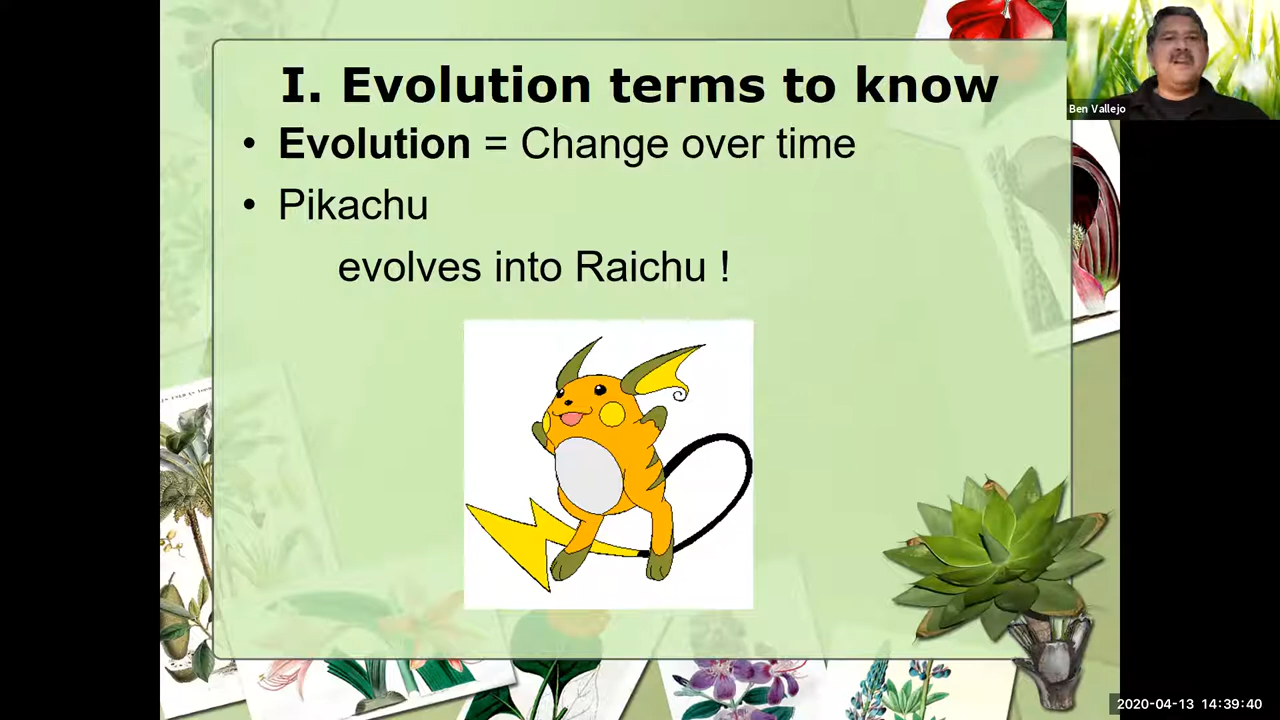 I. Evolution terms to know
• Evolution = Change over time
• Pikachu
evolves into Raichu !
Ben Vallejo
2020-04-13 14:39:40